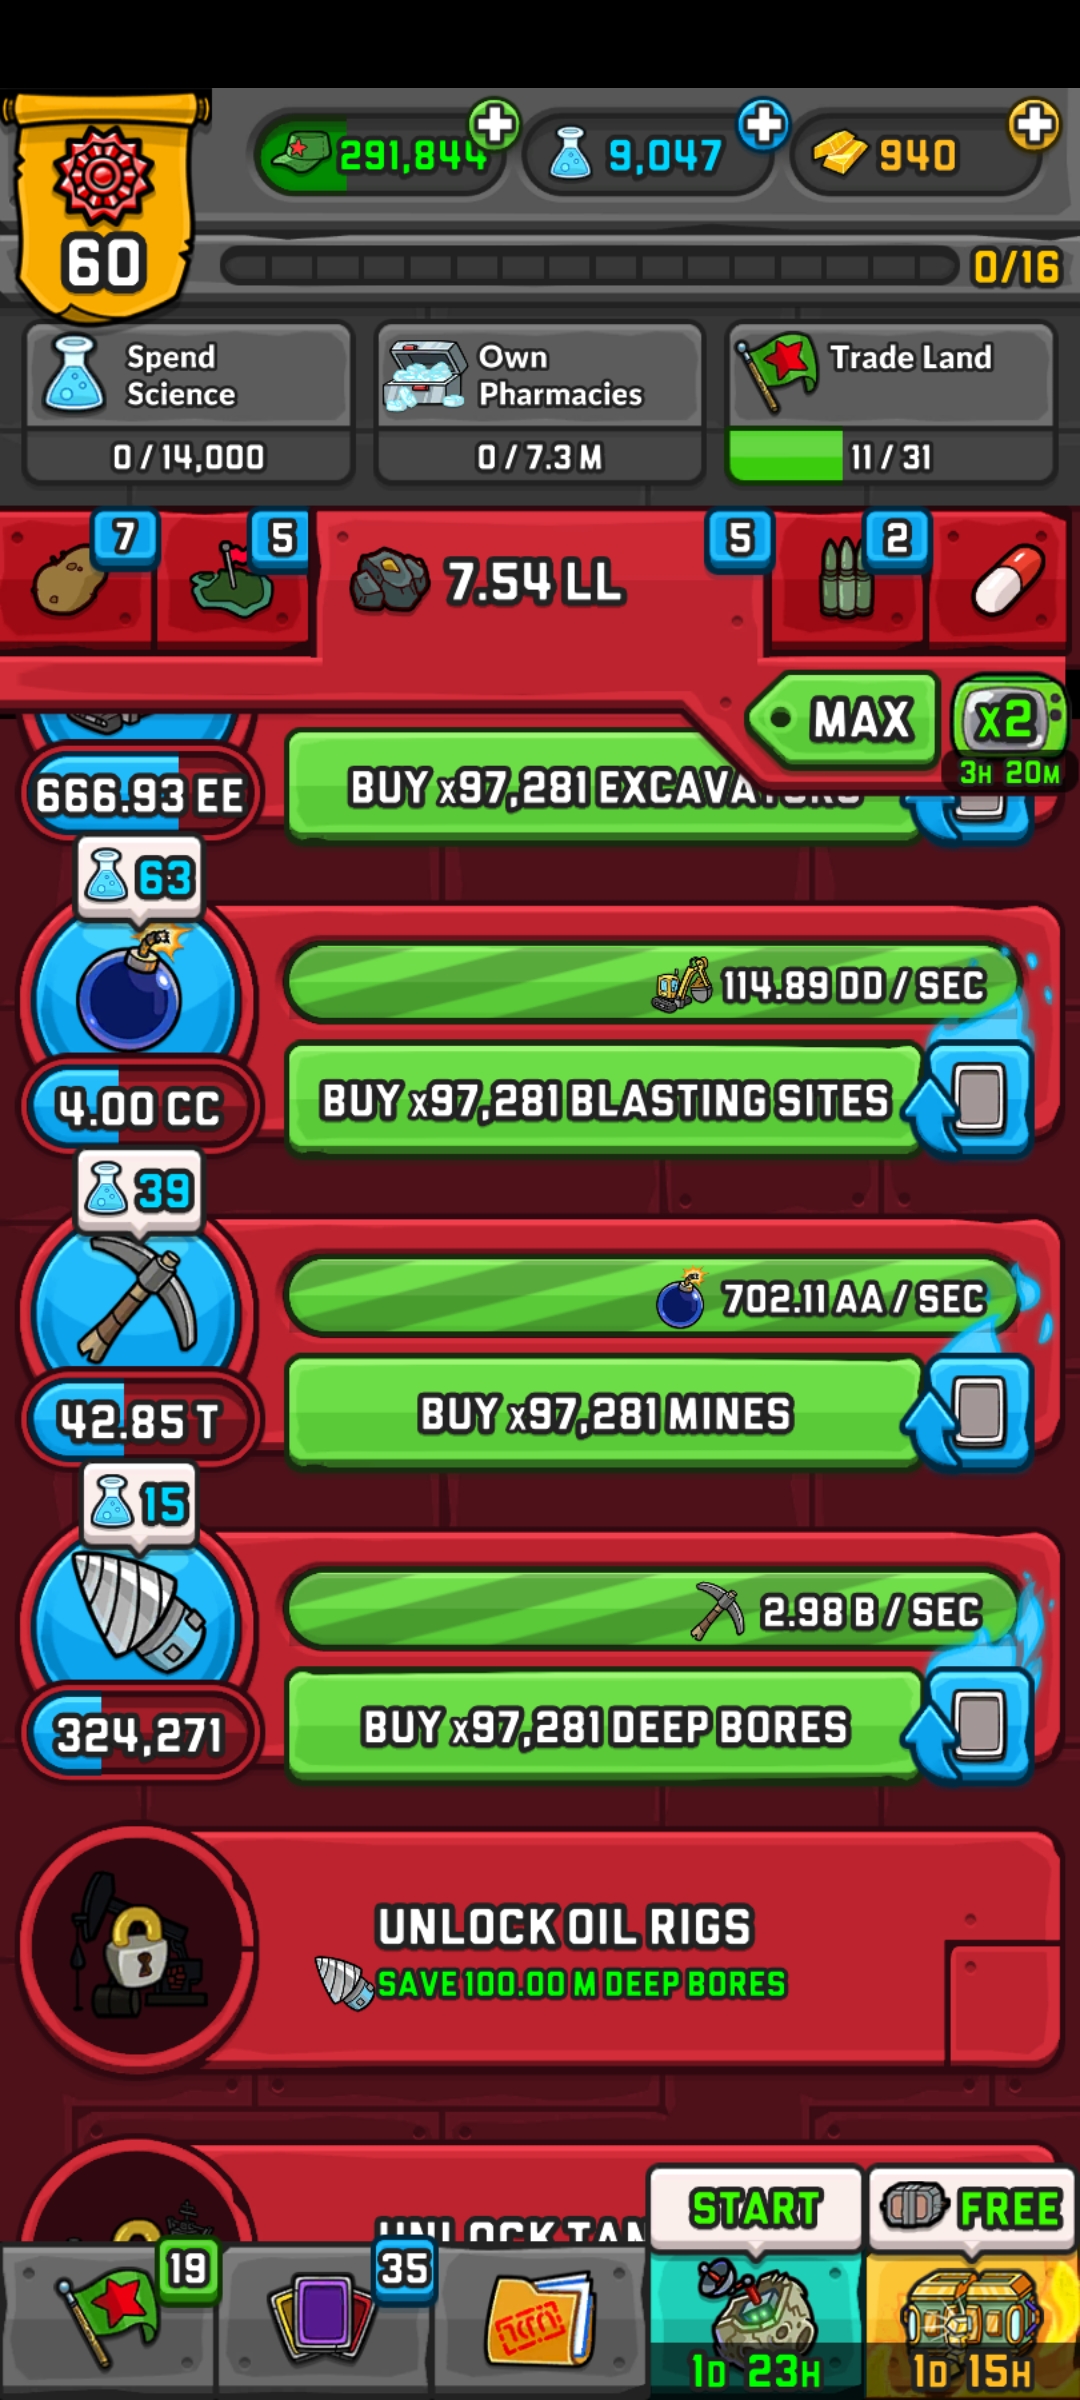 60
291,844
9,047
940
0/16
Spend
Science
0 / 14,000
Own
Pharmacies
0 / 7.3 M
Trade Land
11 / 31
7
5
7.54 LL
5
2
MAX
x2
3H 20M
666.93 EE
BUY x97,281 EXCAVATORS
63
114.89 DD / SEC
4.00 CC
BUY x97,281 BLASTING SITES
39
702.11 AA / SEC
42.85 T
BUY x97,281 MINES
15
2.98 B / SEC
324,271
BUY x97,281 DEEP BORES
UNLOCK OIL RIGS
SAVE 100.00 M DEEP BORES
UNLOCK TAN
START
FREE
19
35
1D 23H
1D 15H